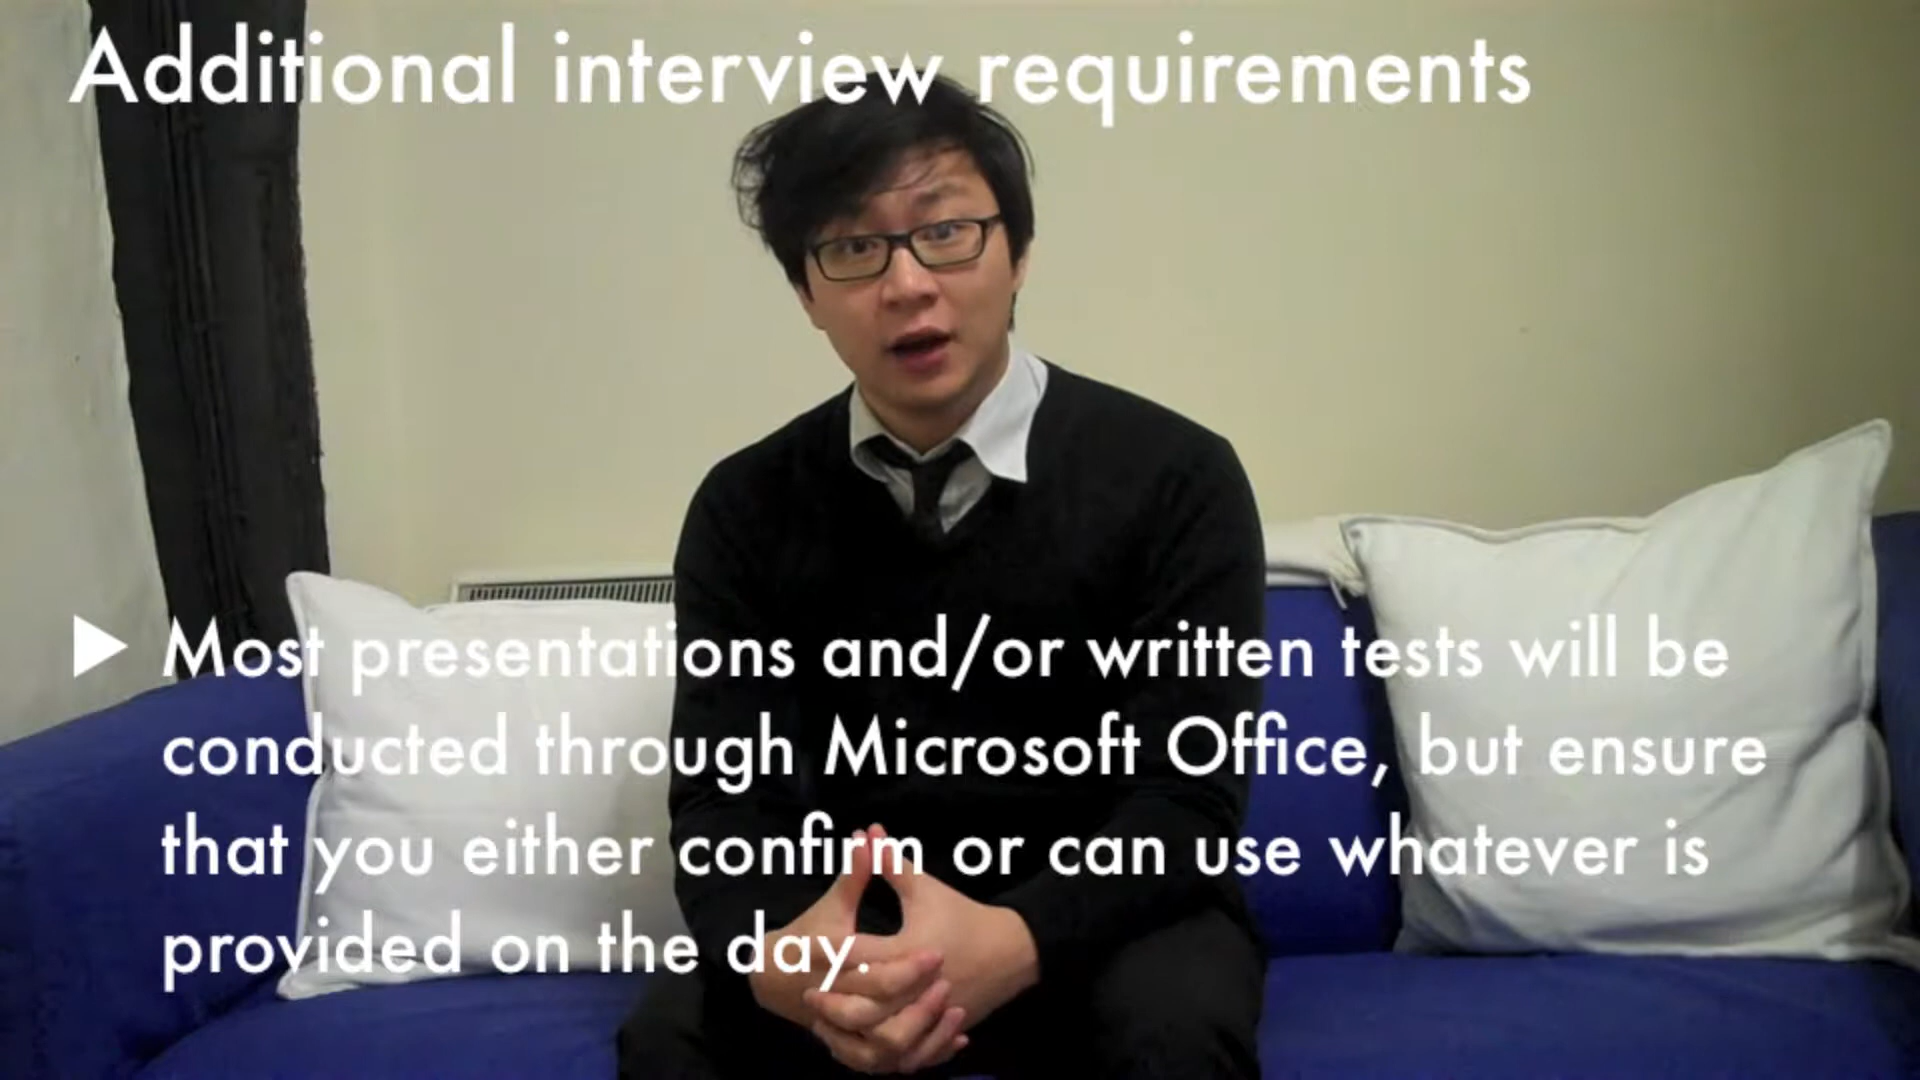 Additional interview requirements
Most presentations and/or written tests will be
conducted through Microsoft Office, but ensure
that you either confirm or can use whatever is
provided on the day.